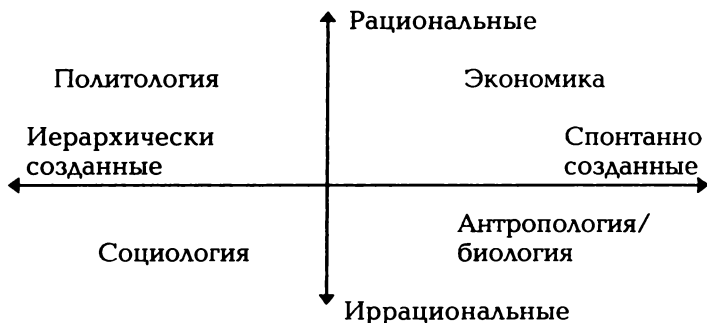 Рациональные
Политология
Экономика
Иерархически
созданные
Спонтанно
созданные
Социология
Антропология/
биология
Иррациональные